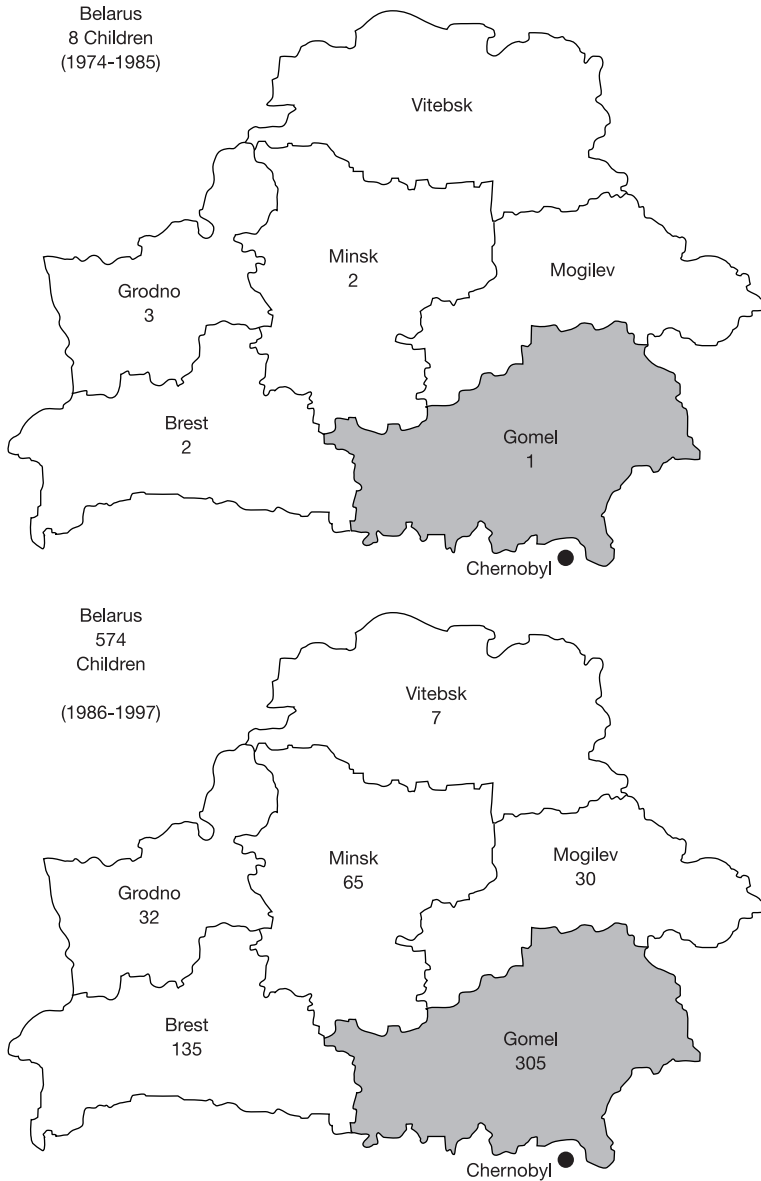 Belarus
8 Children
(1974-1985)
Vitebsk
Minsk
2
Mogilev
Grodno
3
Brest
2
Gomel
1
Chernobyl
Belarus
574
Children
(1986-1997)
Vitebsk
7
Minsk
65
Mogilev
30
Grodno
32
Brest
135
Gomel
305
Chernobyl